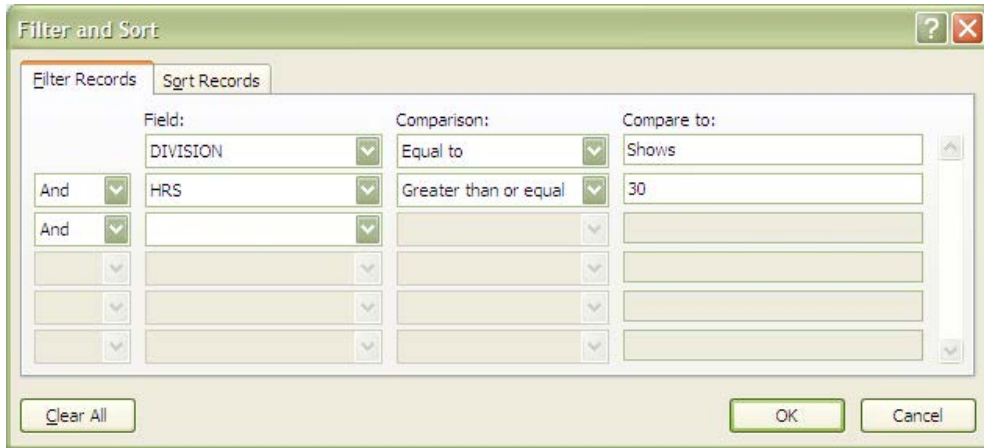 Filter and Sort
Filter Records Sort Records
Field: Comparison: Compare to:
DIVISION Equal to Shows
And HRS Greater than or equal 30
And
Clear All OK Cancel